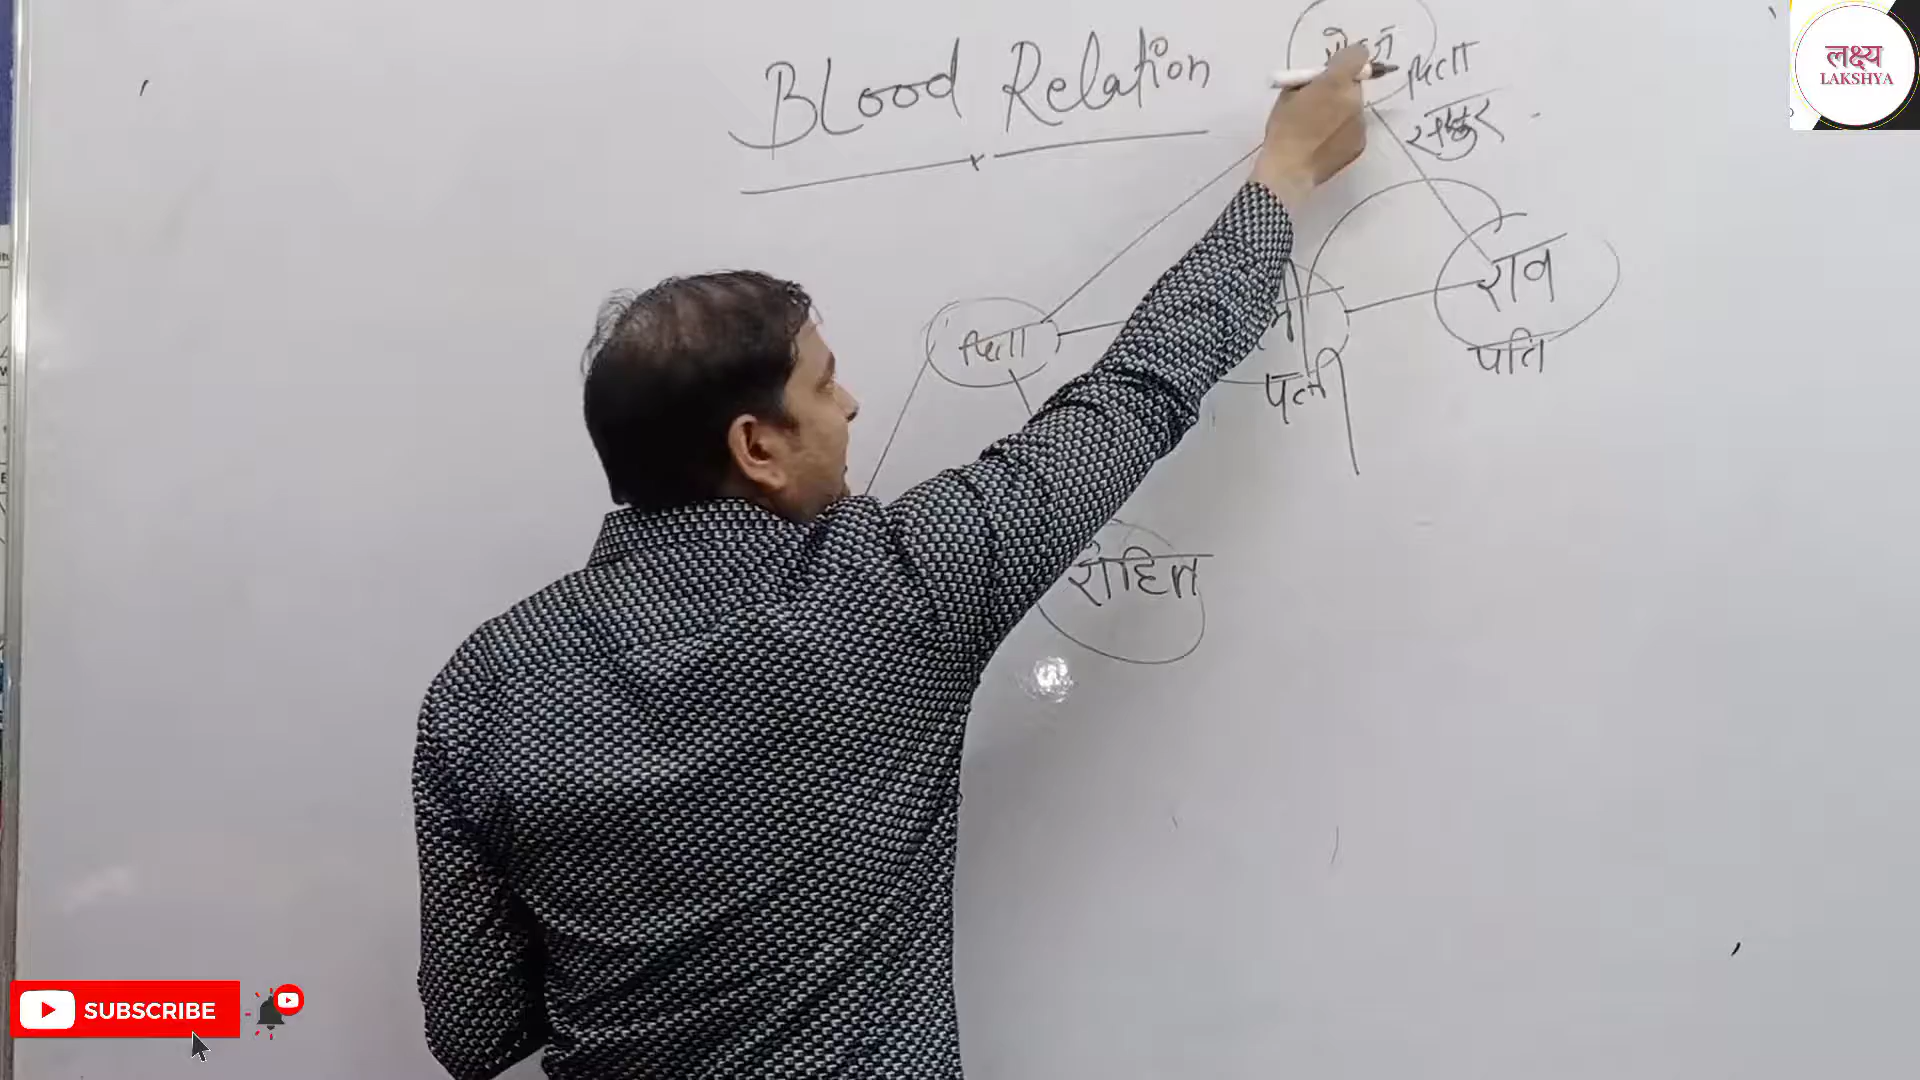 Blood Relation
पिता
ससुर
राव
पति
पिता
पत्नी
रोहित
लक्ष्य
LAKSHYA
SUBSCRIBE